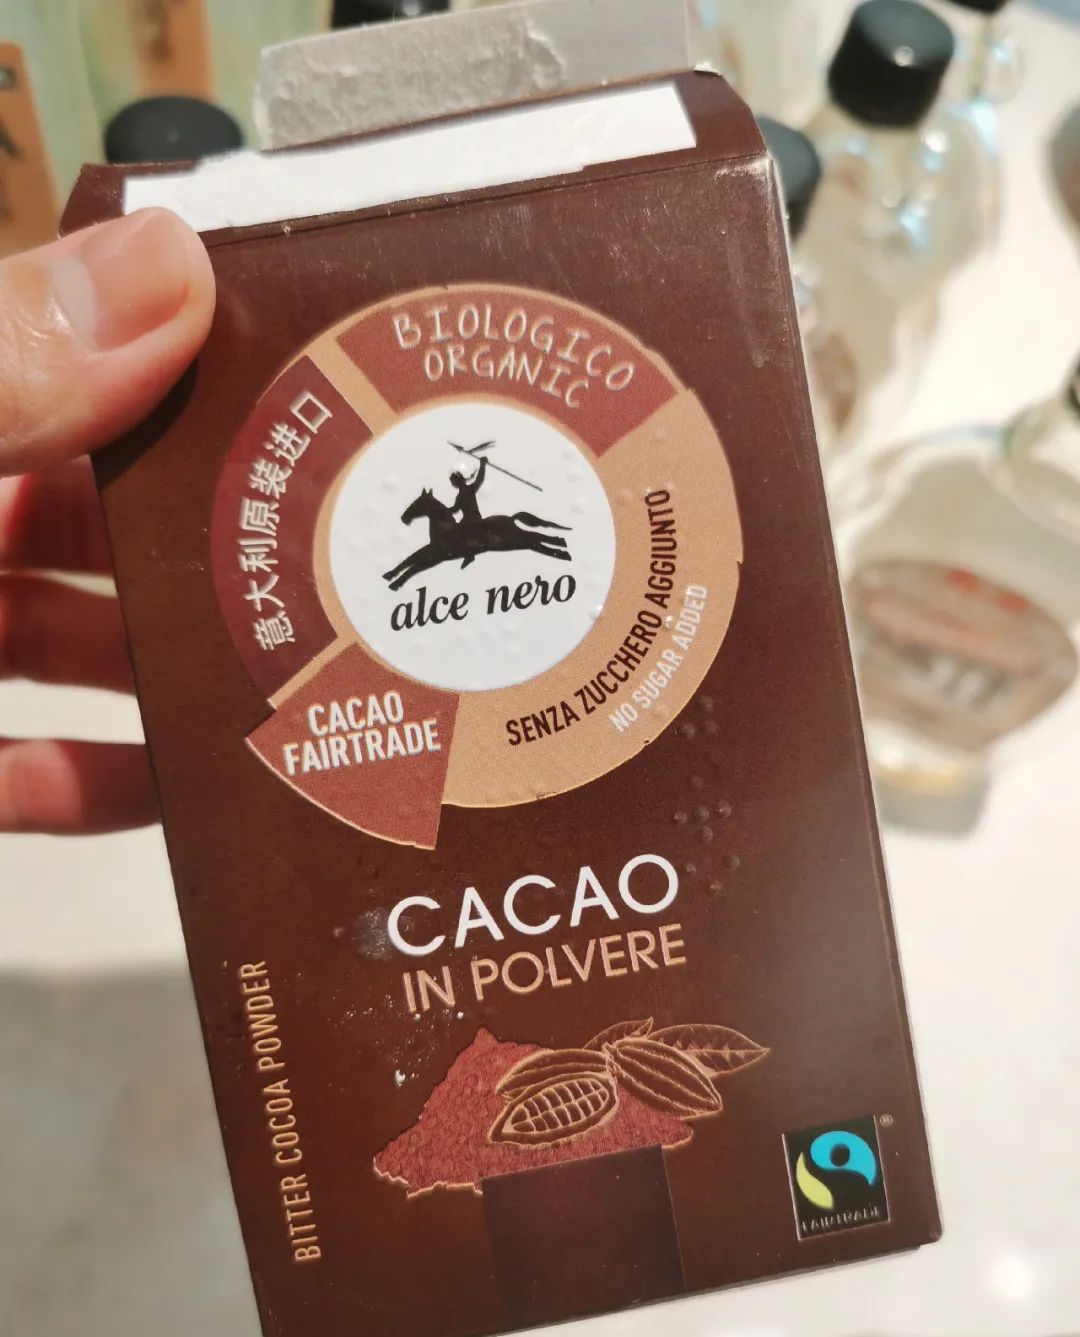 BIOLOGICO
ORGANIC
意大利原装进口
alce nero
SENZA ZUCCHERO AGGIUNTO
NO SUGAR ADDED
CACAO
FAIRTRADE
CACAO
IN POLVERE
BITTER COCOA POWDER
FAIRTRADE
®